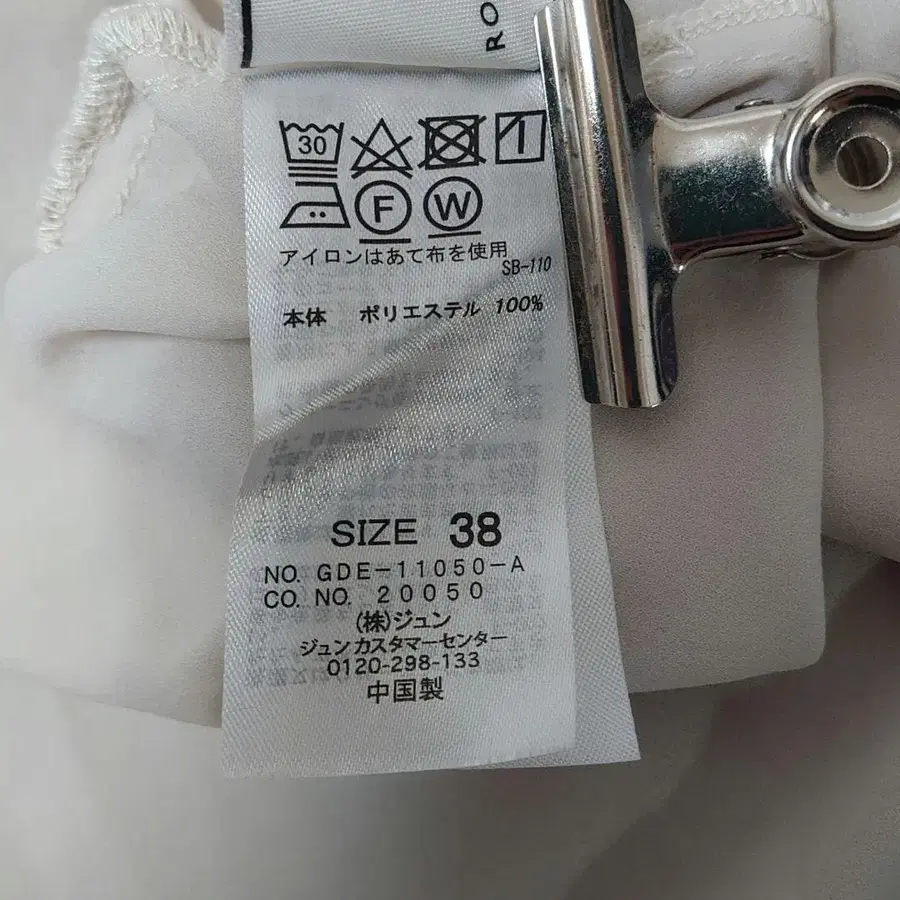 RO
30
F W
アイロンはあて布を使用
SB-110
本体 ポリエステル 100%
SIZE 38
NO. GDE-11050-A
CO. NO. 20050
(株)ジュン
ジュンカスタマーセンター
0120-298-133
中国製